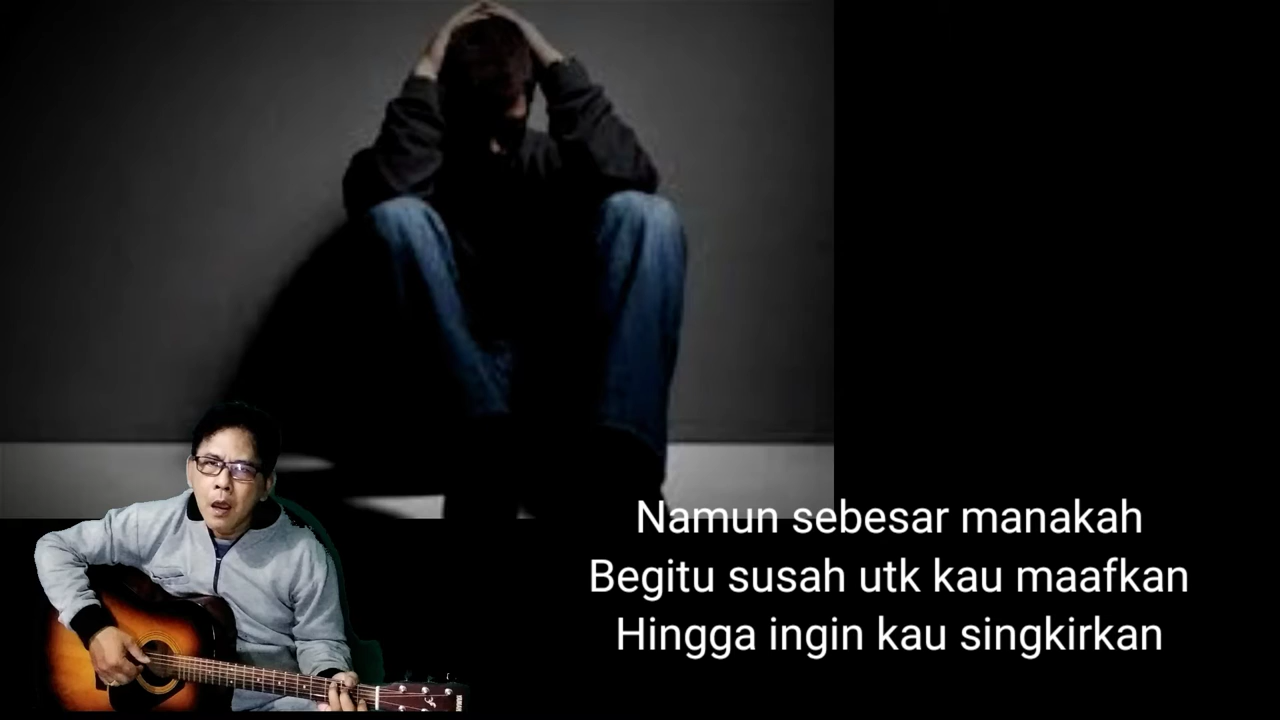 Namun sebesar manakah
Begitu susah utk kau maafkan
Hingga ingin kau singkirkan